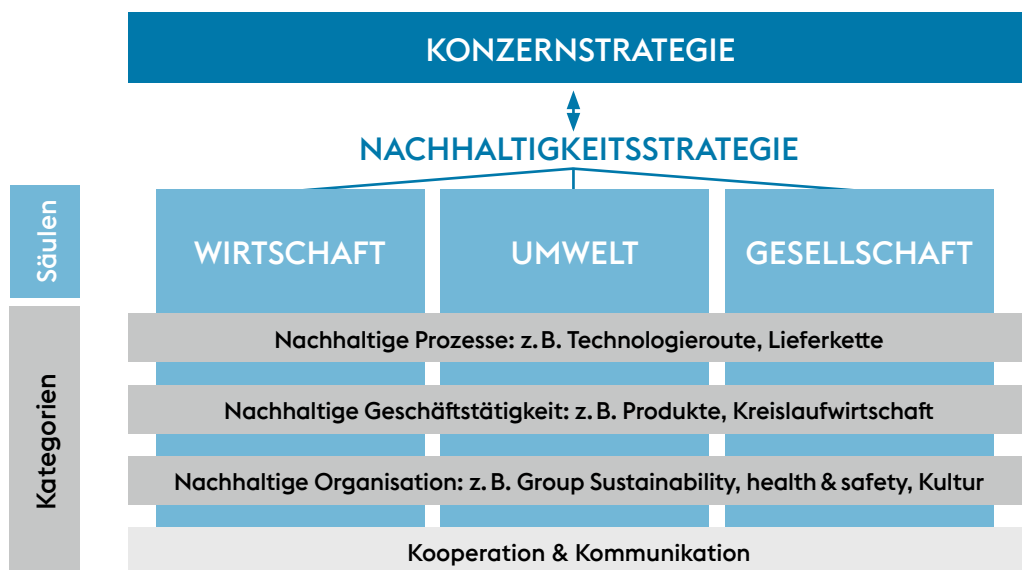 KONZERNSTRATEGIE
NACHHALTIGKEITSSTRATEGIE
Säulen
WIRTSCHAFT
UMWELT
GESELLSCHAFT
Kategorien
Nachhaltige Prozesse: z. B. Technologieroute, Lieferkette
Nachhaltige Geschäftstätigkeit: z. B. Produkte, Kreislaufwirtschaft
Nachhaltige Organisation: z. B. Group Sustainability, health & safety, Kultur
Kooperation & Kommunikation